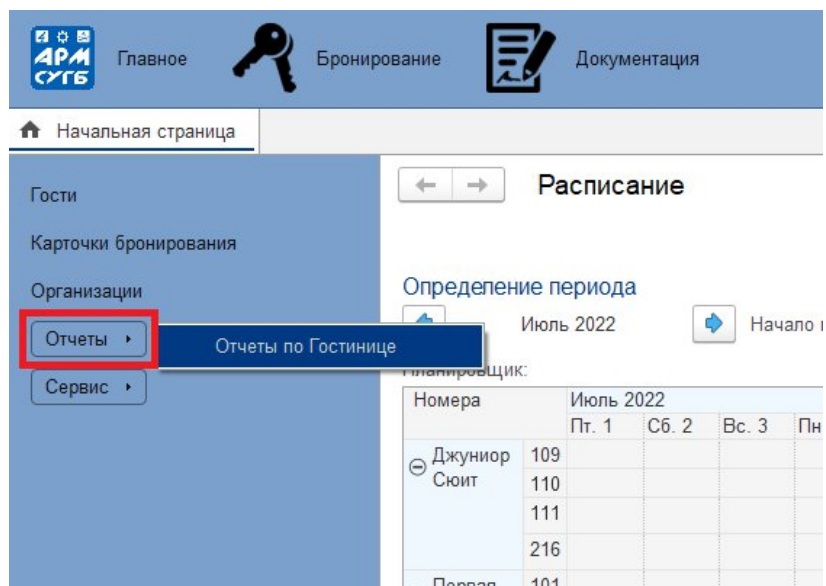 АРМ
СУГБ
Главное
Бронирование
Документация
Начальная страница
Гости
Карточки бронирования
Организации
Отчеты
Отчеты по Гостинице
Сервис
Расписание
Определение периода
Июль 2022
Начало
Планировщик:
Номера
Июль 2022
Пт. 1 Сб. 2 Вс. 3 Пн
Джуниор Сюит
109
110
111
216
Первая
101